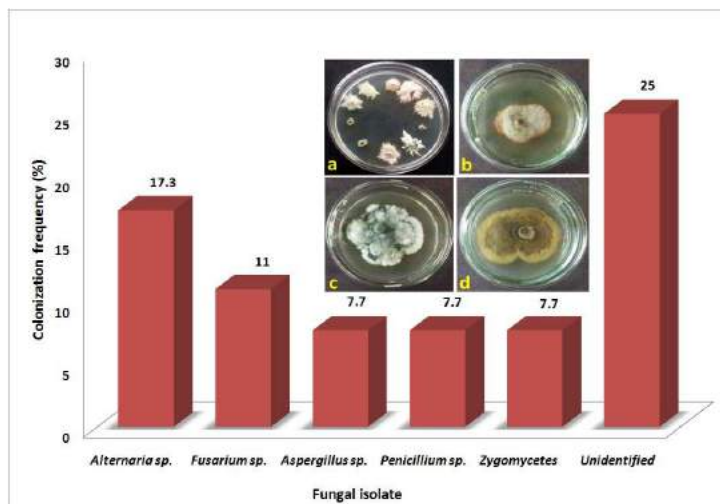 30
25
20
15
10
5
0
Colonization frequency (%)
17.3
11
7.7
7.7
7.7
25
a
b
c
d
Alternaria sp.
Fusarium sp.
Aspergillus sp.
Penicillium sp.
Zygomycetes
Unidentified
Fungal isolate